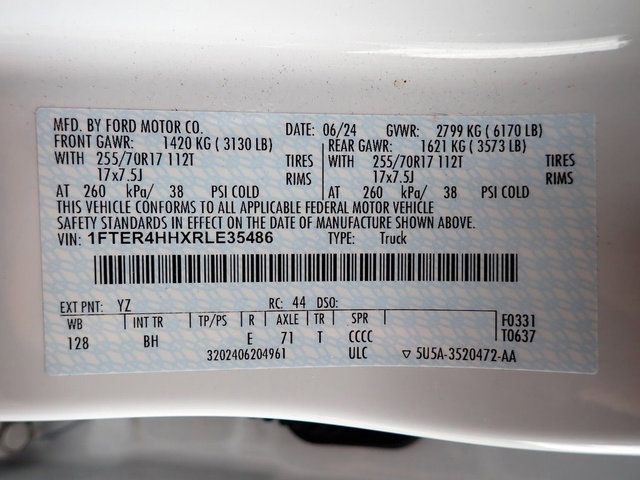 MFD. BY FORD MOTOR CO. DATE: 06/24 GVWR: 2799 KG ( 6170 LB)
FRONT GAWR: 1420 KG ( 3130 LB) REAR GAWR: 1621 KG ( 3573 LB)
WITH 255/70R17 112T TIRES WITH 255/70R17 112T TIRES
17x7.5J RIMS 17x7.5J RIMS
AT 260 kPa/ 38 PSI COLD AT 260 kPa/ 38 PSI COLD
THIS VEHICLE CONFORMS TO ALL APPLICABLE FEDERAL MOTOR VEHICLE
SAFETY STANDARDS IN EFFECT ON THE DATE OF MANUFACTURE SHOWN ABOVE.
VIN: 1FTER4HHXRLE35486 TYPE: Truck
EXT PNT: YZ RC: 44 DSO:
WB INT TR TP/PS R AXLE TR SPR F0331
128 BH E 71 T CCCC T0637
3202406204961 ULC ▽ 5U5A-3520472-AA